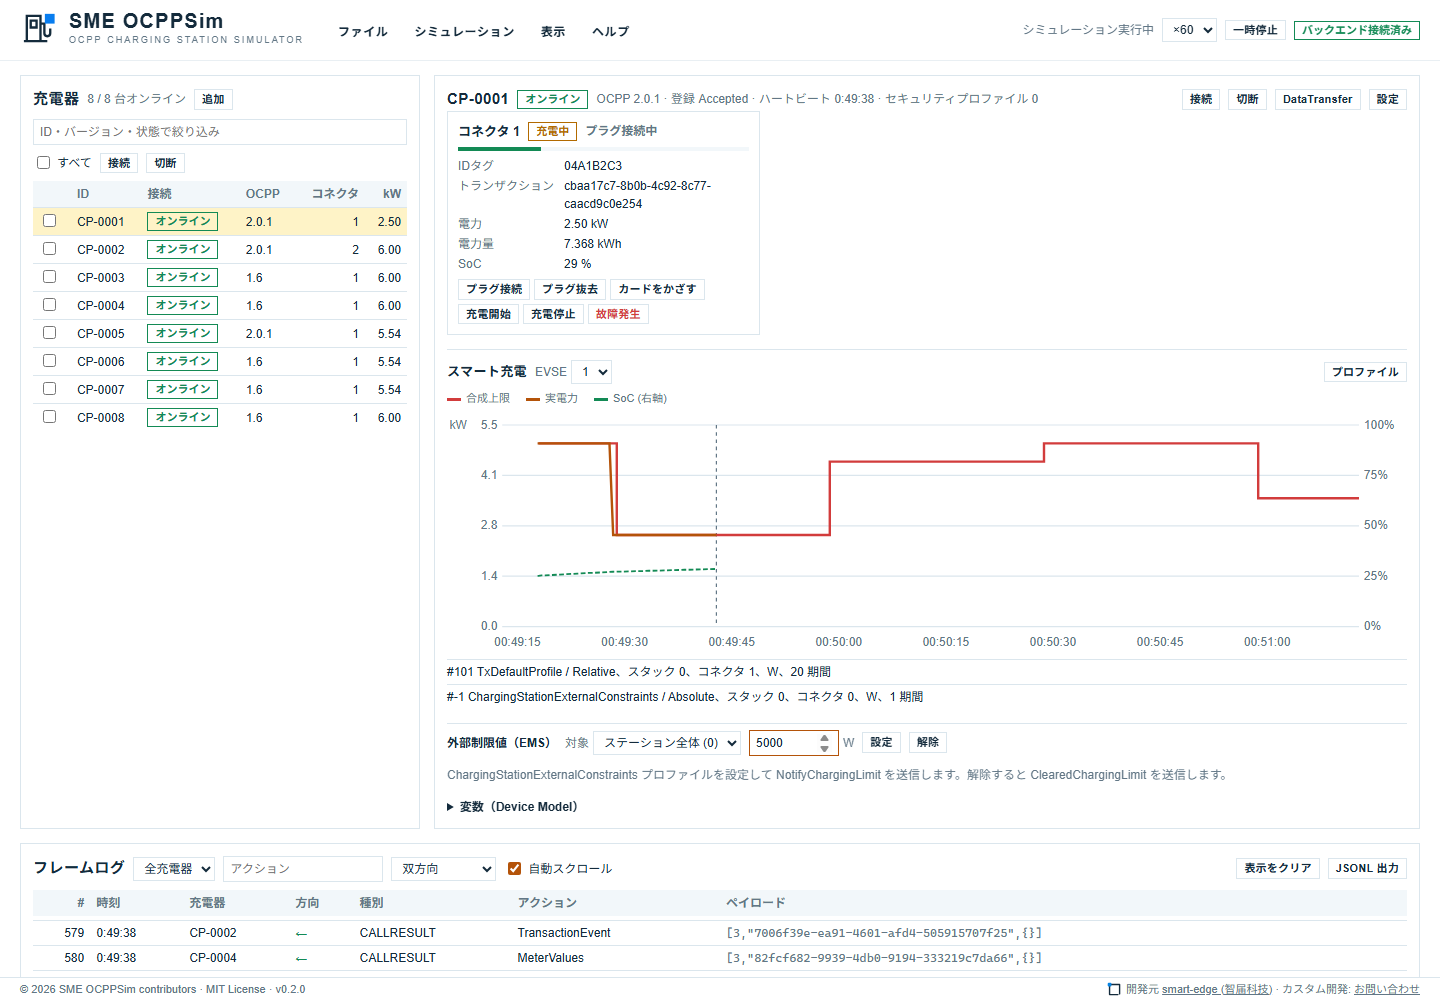 SME OCPPSim
OCPP CHARGING STATION SIMULATOR
ファイル シミュレーション 表示 ヘルプ
シミュレーション実行中 ×60 一時停止 バックエンド接続済み
充電器 8 / 8 台オンライン 追加
ID・バージョン・状態で絞り込み
すべて 接続 切断
ID 接続 OCPP コネクタ kW
CP-0001 オンライン 2.0.1 1 2.50
CP-0002 オンライン 2.0.1 2 6.00
CP-0003 オンライン 1.6 1 6.00
CP-0004 オンライン 1.6 1 6.00
CP-0005 オンライン 2.0.1 1 5.54
CP-0006 オンライン 1.6 1 5.54
CP-0007 オンライン 1.6 1 5.54
CP-0008 オンライン 1.6 1 6.00
CP-0001 オンライン OCPP 2.0.1 · 登録 Accepted · ハートビート 0:49:38 · セキュリティプロファイル 0
接続 切断 DataTransfer 設定
コネクタ 1 充電中 プラグ接続中
IDタグ 04A1B2C3
トランザクション cbaa17c7-8b0b-4c92-8c77-
caacd9c0e254
電力 2.50 kW
電力量 7.368 kWh
SoC 29 %
プラグ接続 プラグ抜去 カードをかざす
充電開始 充電停止 故障発生
スマート充電 EVSE 1 プロファイル
合成上限 実電力 SoC (右軸)
kW 5.5 100%
4.1 75%
2.8 50%
1.4 25%
0.0 0%
00:49:15 00:49:30 00:49:45 00:50:00 00:50:15 00:50:30 00:50:45 00:51:00
#101 TxDefaultProfile / Relative、スタック 0、コネクタ 1、W、20 期間
#-1 ChargingStationExternalConstraints / Absolute、スタック 0、コネクタ 0、W、1 期間
外部制限値（EMS） 対象 ステーション全体 (0) 5000 W 設定 解除
ChargingStationExternalConstraints プロファイルを設定して NotifyChargingLimit を送信します。解除すると ClearedChargingLimit を送信します。
▶ 変数（Device Model）
フレームログ 全充電器 アクション 双方向 自動スクロール 表示をクリア JSONL 出力
# 時刻 充電器 方向 種別 アクション ペイロード
579 0:49:38 CP-0002 ← CALLRESULT TransactionEvent [3,"7006f39e-ea91-4601-afd4-505915707f25",{}]
580 0:49:38 CP-0004 ← CALLRESULT MeterValues [3,"82fcf682-9939-4db0-9194-333219c7da66",{}]
© 2026 SME OCPPSim contributors · MIT License · v0.2.0
開発元 smart-edge (智届科技) · カスタム開発: お問い合わせ